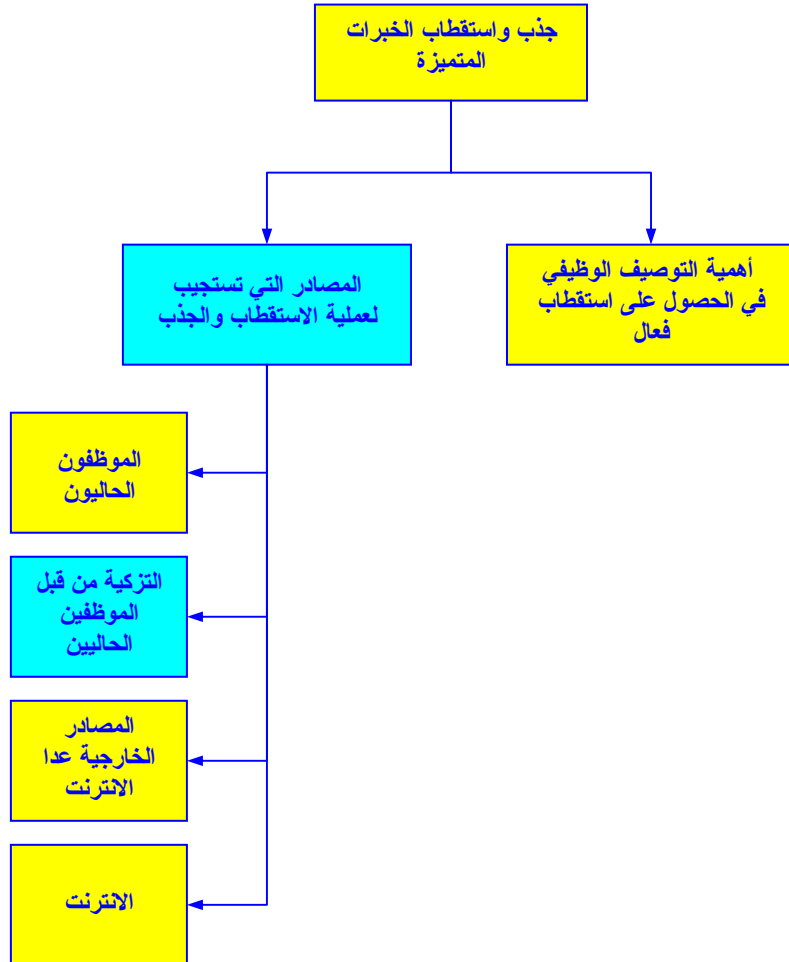 جذب واستقطاب الخبرات
المتميزة
أهمية التوصيف الوظيفي
في الحصول على استقطاب
فعال
المصادر التي تستجيب
لعملية الاستقطاب والجذب
الموظفون
الحاليون
التزكية من قبل
الموظفين
الحاليين
المصادر
الخارجية عدا
الانترنت
الانترنت